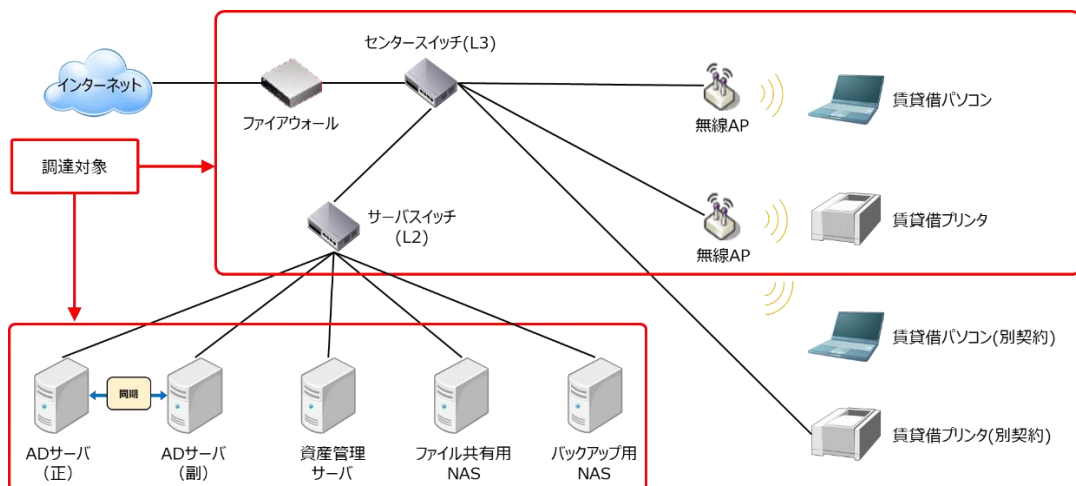 センタースイッチ(L3)
インターネット
ファイアウォール
無線AP
賃貸借パソコン
調達対象
サーバスイッチ
(L2)
無線AP
賃貸借プリンタ
賃貸借パソコン(別契約)
同期
賃貸借プリンタ(別契約)
ADサーバ
(正)
ADサーバ
(副)
資産管理
サーバ
ファイル共有用
NAS
バックアップ用
NAS